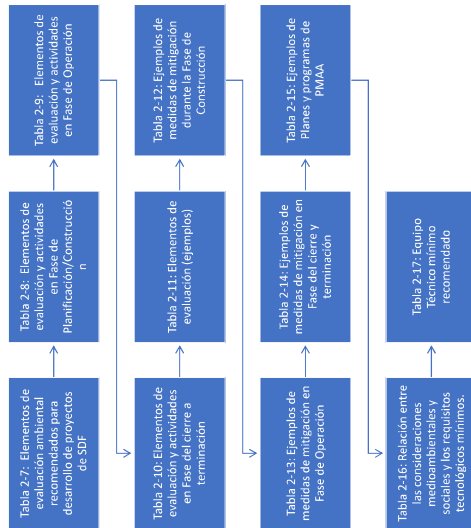 Tabla 2-7:  Elementos de
evaluación ambiental
recomendados para
desarrollo de proyectos
de SDF
Tabla 2-8:  Elementos de
evaluación y actividades
en Fase de
Planificación/Construcció
n
Tabla 2-9:  Elementos de
evaluación y actividades
en Fase de Operación
Tabla 2-10: Elementos de
evaluación y actividades
en Fase del cierre a
terminación
Tabla 2-11: Elementos de
evaluación (ejemplos)
Tabla 2-12: Ejemplos de
medidas de mitigación
durante la Fase de
Construcción
Tabla 2-13: Ejemplos de
medidas de mitigación en
Fase de Operación
Tabla 2-14: Ejemplos de
medidas de mitigación en
Fase del cierre y
terminación
Tabla 2-15: Ejemplos de
Planes y programas de
PMAA
Tabla 2-16: Relación entre
las consideraciones
medioambientales y
sociales y los requisitos
tecnológicos mínimos.
Tabla 2-17: Equipo
Técnico mínimo
recomendado